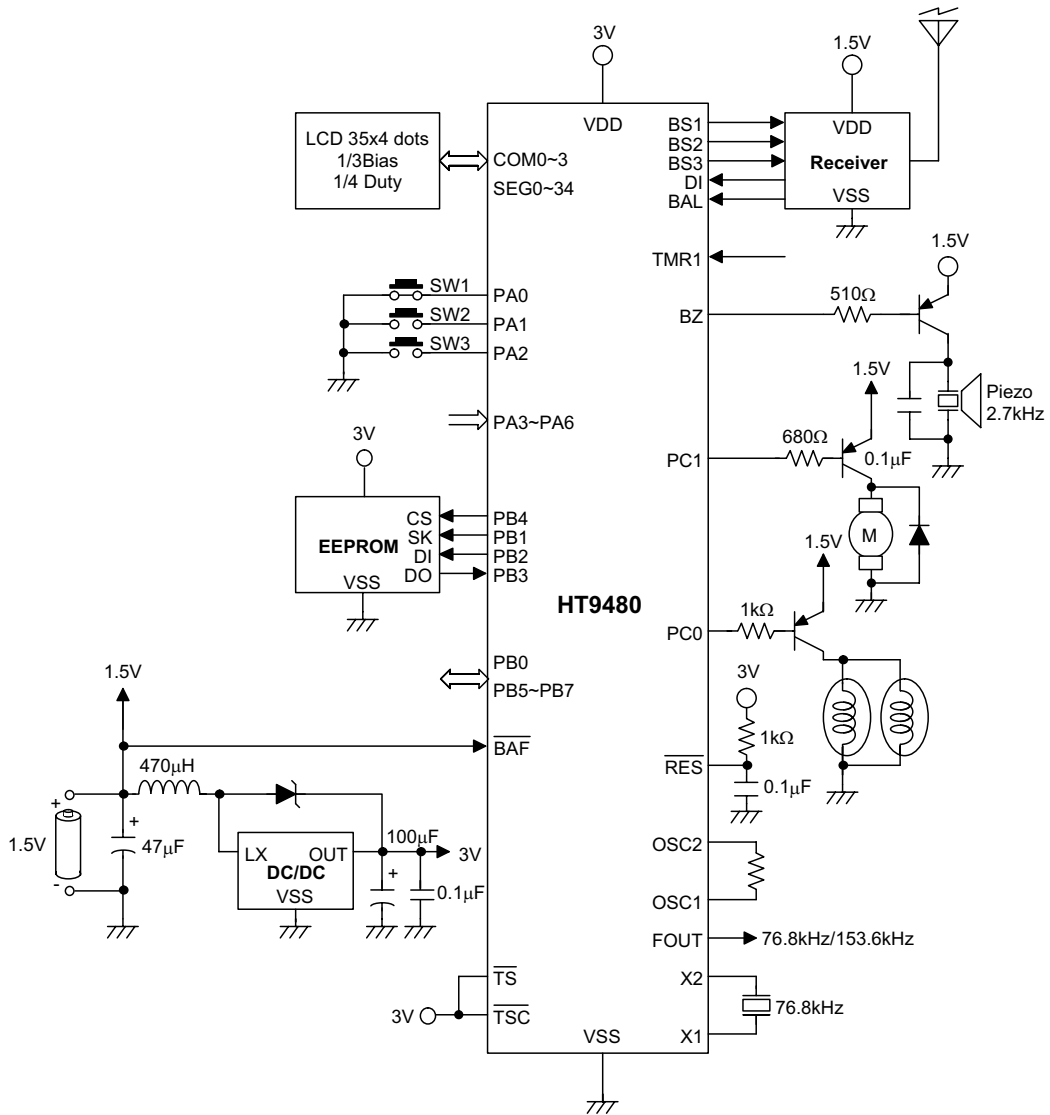 3V
1.5V
LCD 35x4 dots
1/3Bias
1/4 Duty
VDD
COM0~3
SEG0~34
BS1
BS2
BS3
DI
BAL
VDD
Receiver
VSS
TMR1
SW1
PA0
SW2
PA1
SW3
PA2
BZ
510Ω
1.5V
Piezo
2.7kHz
PA3~PA6
3V
PC1
680Ω
1.5V
0.1μF
M
EEPROM
CS
SK
DI
DO
VSS
PB4
PB1
PB2
PB3
HT9480
PC0
1kΩ
1.5V
PB0
PB5~PB7
3V
1kΩ
RES
0.1μF
1.5V
BAF
470μH
+
1.5V
-
+
47μF
LX
OUT
DC/DC
VSS
100μF
+
3V
0.1μF
OSC2
OSC1
FOUT
76.8kHz/153.6kHz
TS
3V
TSC
X2
76.8kHz
X1
VSS